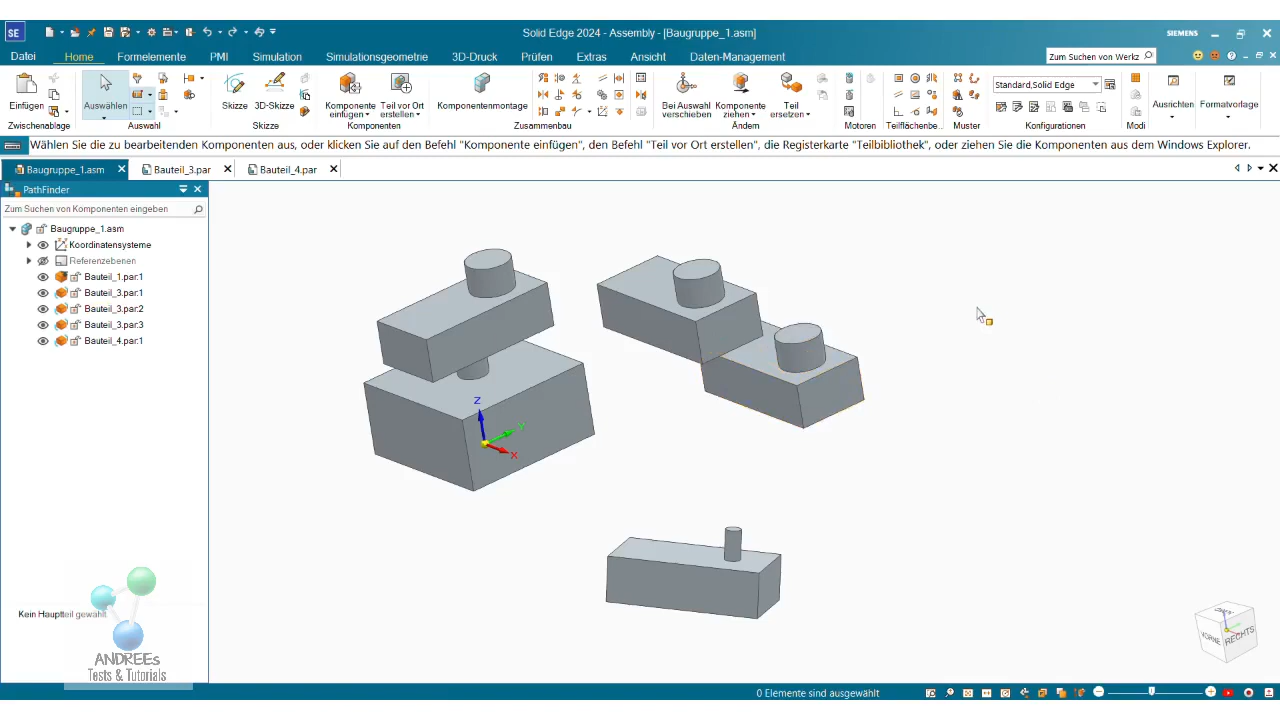 SE
Solid Edge 2024 - Assembly - [Baugruppe_1.asm]
SIEMENS
Datei Home Formelemente PMI Simulation Simulationsgeometrie 3D-Druck Prüfen Extras Ansicht Daten-Management
Zum Suchen von Werkz
Einfügen
Zwischenablage
Auswählen
Auswahl
Skizze 3D-Skizze
Skizze
Komponente einfügen
Teil vor Ort erstellen
Komponenten
Komponentenmontage
Zusammenbau
Bei Auswahl verschieben
Komponente ziehen
Teil ersetzen
Ändern
Motoren
Teilflächenbe...
Muster
Standard,Solid Edge
Konfigurationen
Modi
Ausrichten
Formatvorlage
Wählen Sie die zu bearbeitenden Komponenten aus, oder klicken Sie auf den Befehl "Komponente einfügen", den Befehl "Teil vor Ort erstellen", die Registerkarte "Teilbibliothek", oder ziehen Sie die Komponenten aus dem Windows Explorer.
Baugruppe_1.asm Bauteil_3.par Bauteil_4.par
PathFinder
Zum Suchen von Komponenten eingeben
Baugruppe_1.asm
Koordinatensysteme
Referenzebenen
Bauteil_1.par:1
Bauteil_3.par:1
Bauteil_3.par:2
Bauteil_3.par:3
Bauteil_4.par:1
Z
Y
X
Kein Hauptteil gewählt.
ANDREEs
Tests & Tutorials
VORNE RECHTS
0 Elemente sind ausgewählt